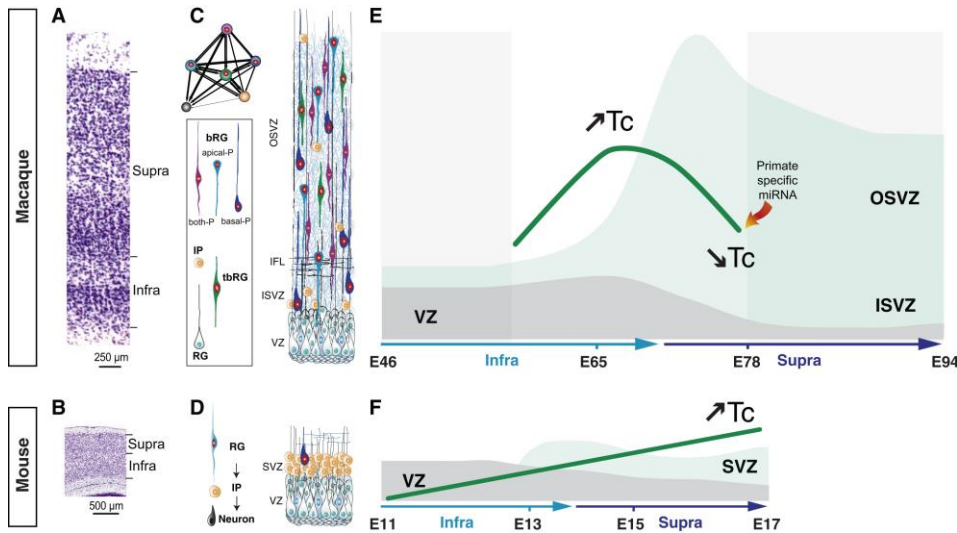 Macaque
A
Supra
Infra
250 µm
C
bRG
apical-P
both-P
basal-P
IP
tbRG
RG
OSVZ
IFL
ISVZ
VZ
E
↗Tc
Primate
specific
miRNA
↘Tc
OSVZ
ISVZ
VZ
E46
Infra
E65
E78
Supra
E94
Mouse
B
Supra
Infra
500 µm
D
RG
IP
Neuron
SVZ
VZ
F
↗Tc
VZ
SVZ
E11
Infra
E13
E15
Supra
E17